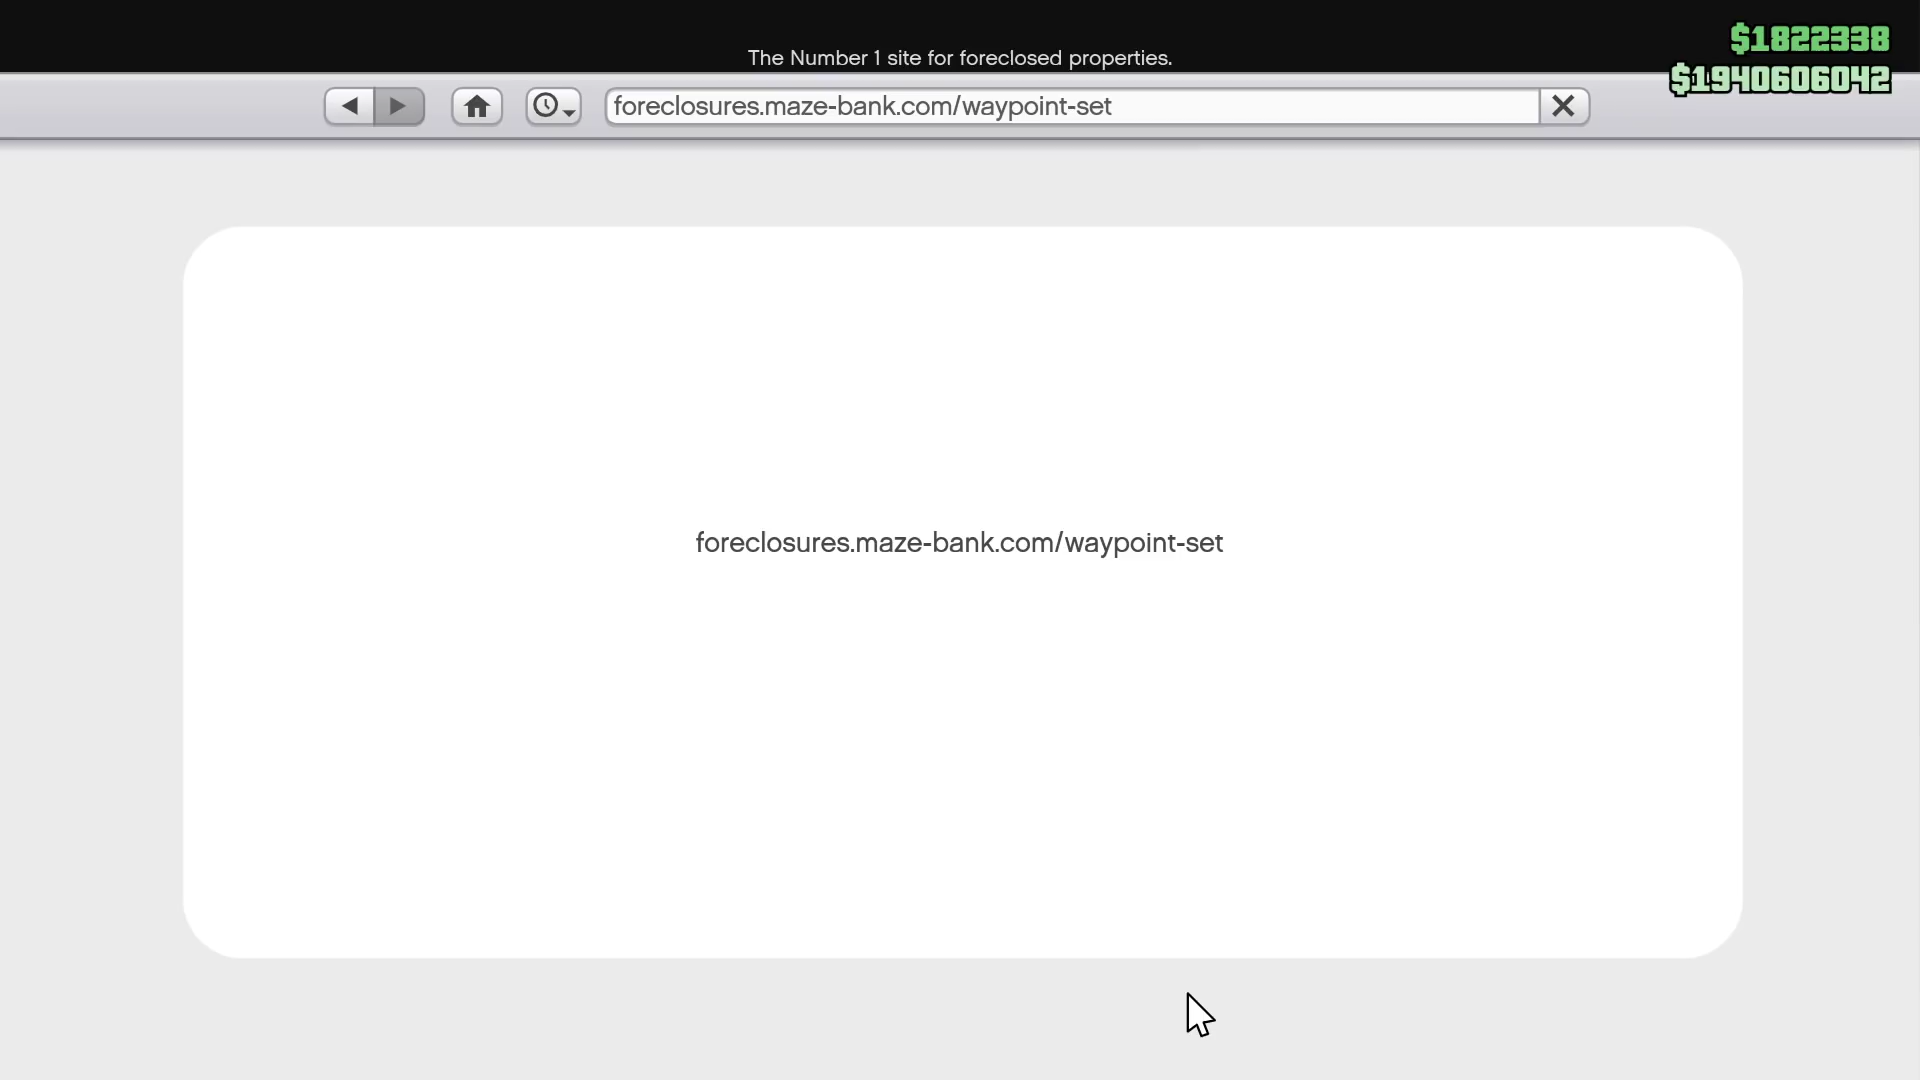 $1822338
The Number 1 site for foreclosed properties.
$1940606042
foreclosures.maze-bank.com/waypoint-set
foreclosures.maze-bank.com/waypoint-set